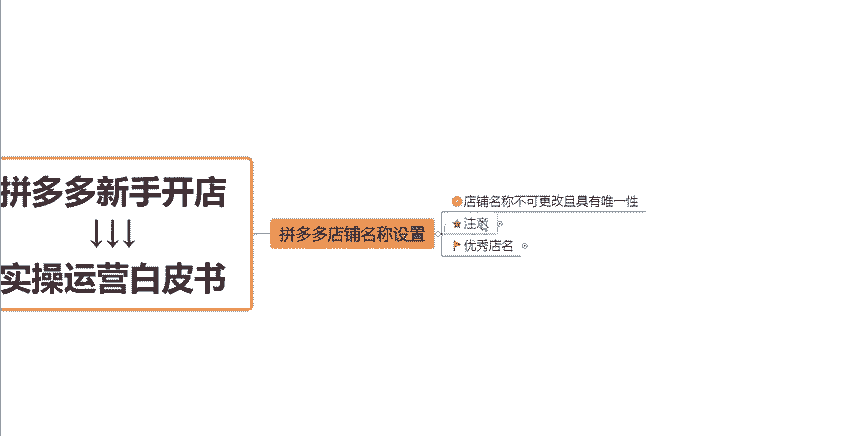 拼多多新手开店
↓↓↓
实操运营白皮书
拼多多店铺名称设置
店铺名称不可更改且具有唯一性
注意
优秀店名